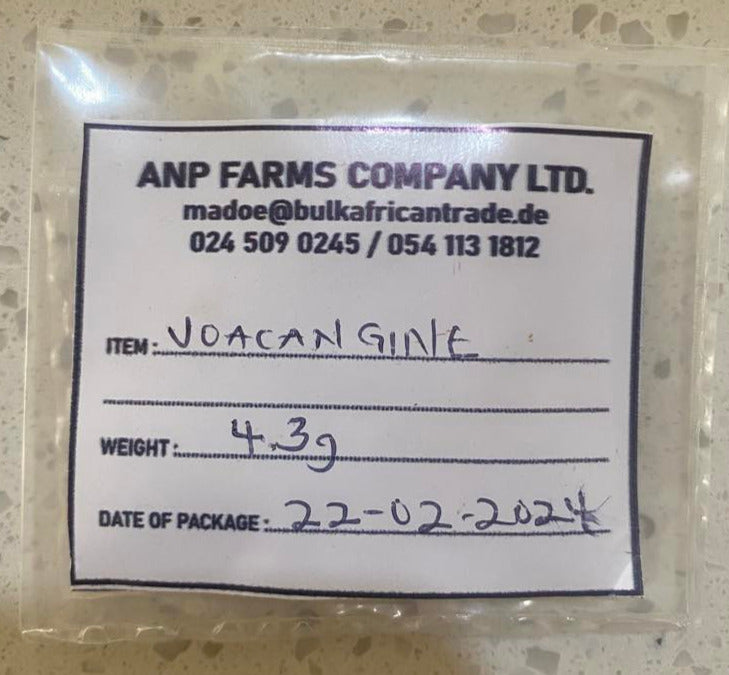 ANP FARMS COMPANY LTD.
madoe@bulkafricantrade.de
024 509 0245 / 054 113 1812
ITEM: VOACANGINE
WEIGHT: 4.3g
DATE OF PACKAGE: 22-02-2024